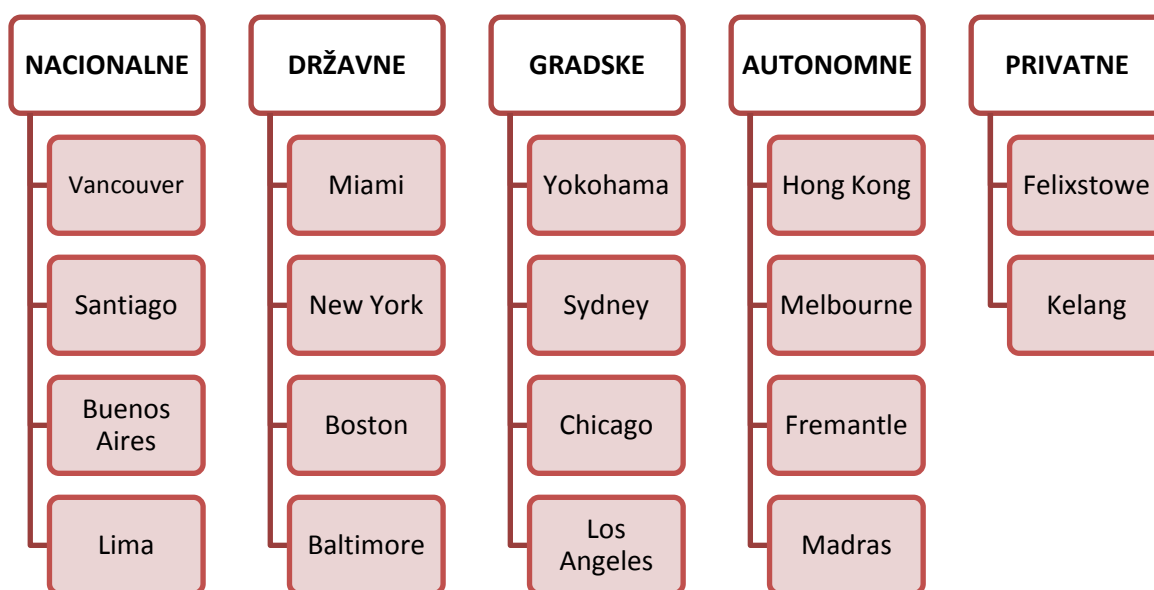 NACIONALNE
Vancouver
Santiago
Buenos
Aires
Lima
DRŽAVNE
Miami
New York
Boston
Baltimore
GRADSKE
Yokohama
Sydney
Chicago
Los
Angeles
AUTONOMNE
Hong Kong
Melbourne
Fremantle
Madras
PRIVATNE
Felixstowe
Kelang